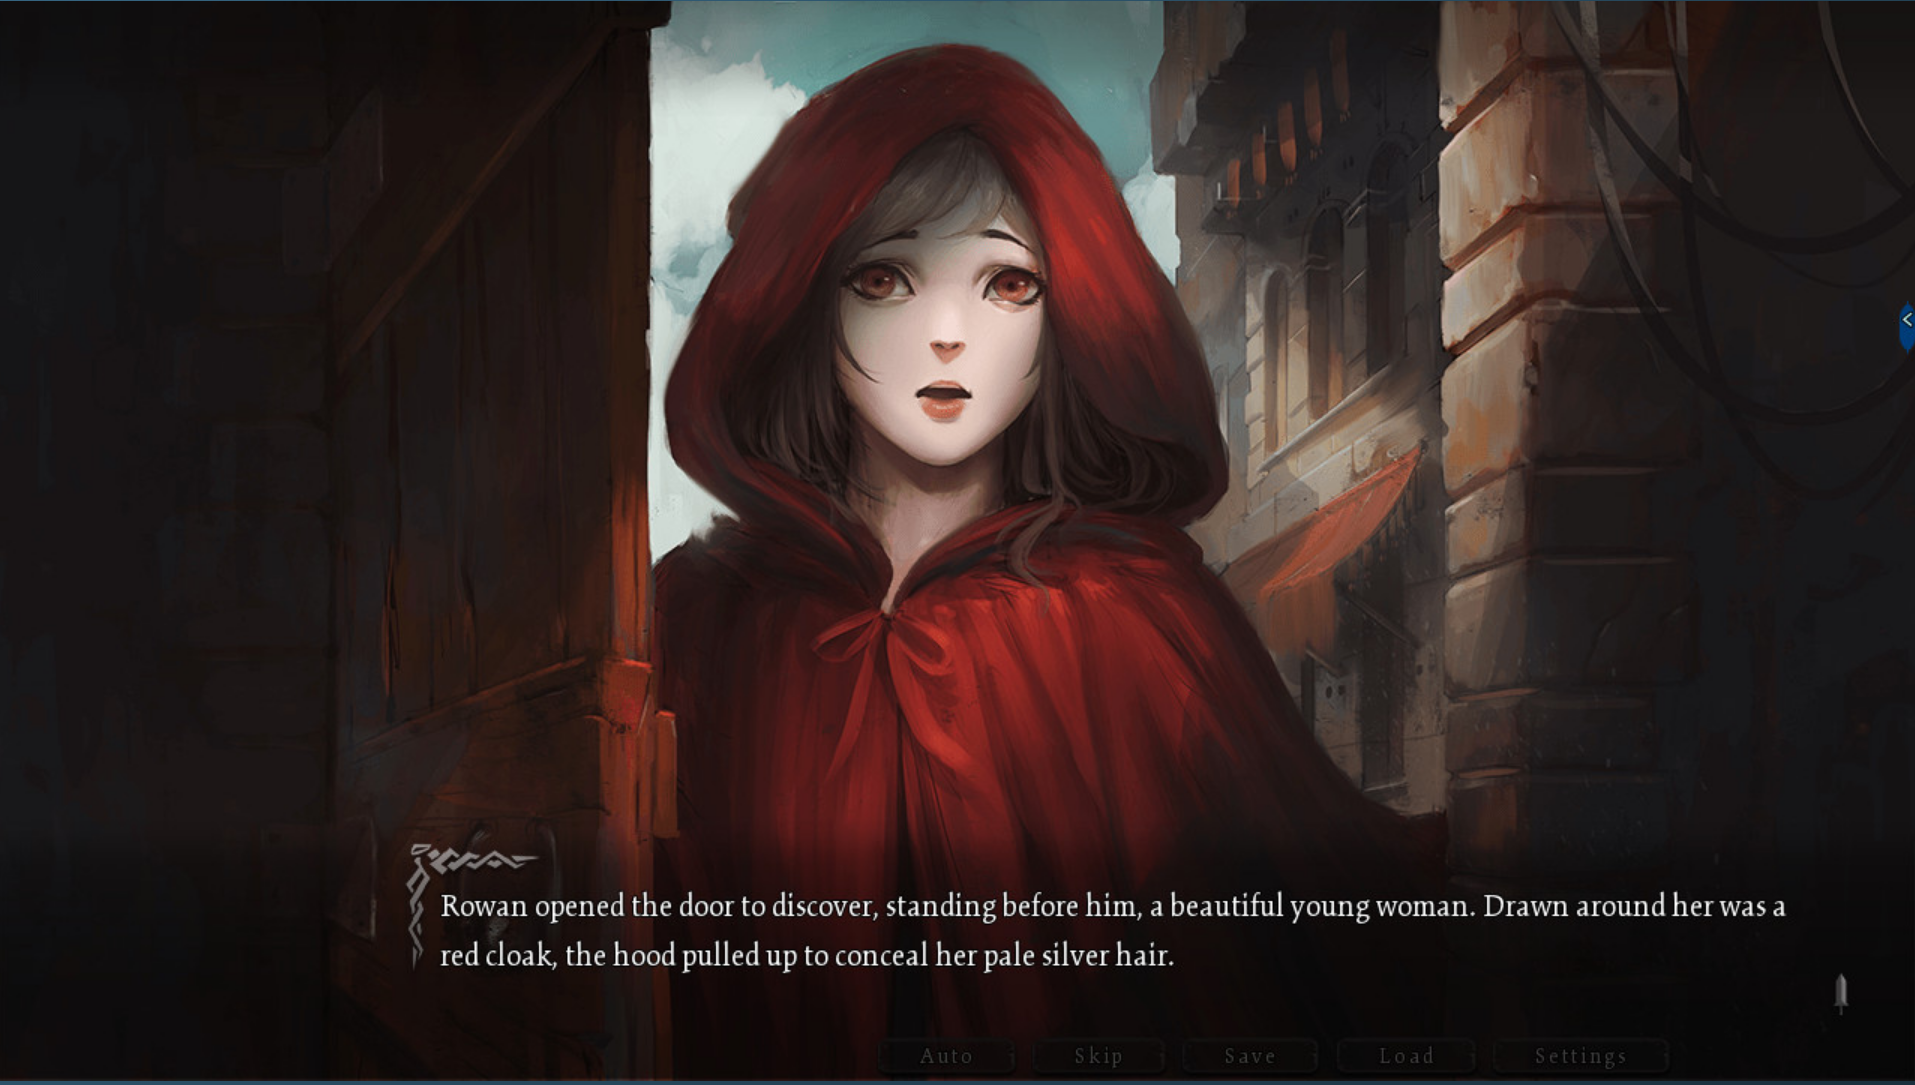 Rowan opened the door to discover, standing before him, a beautiful young woman. Drawn around her was a
red cloak, the hood pulled up to conceal her pale silver hair.
Auto Skip Save Load Settings